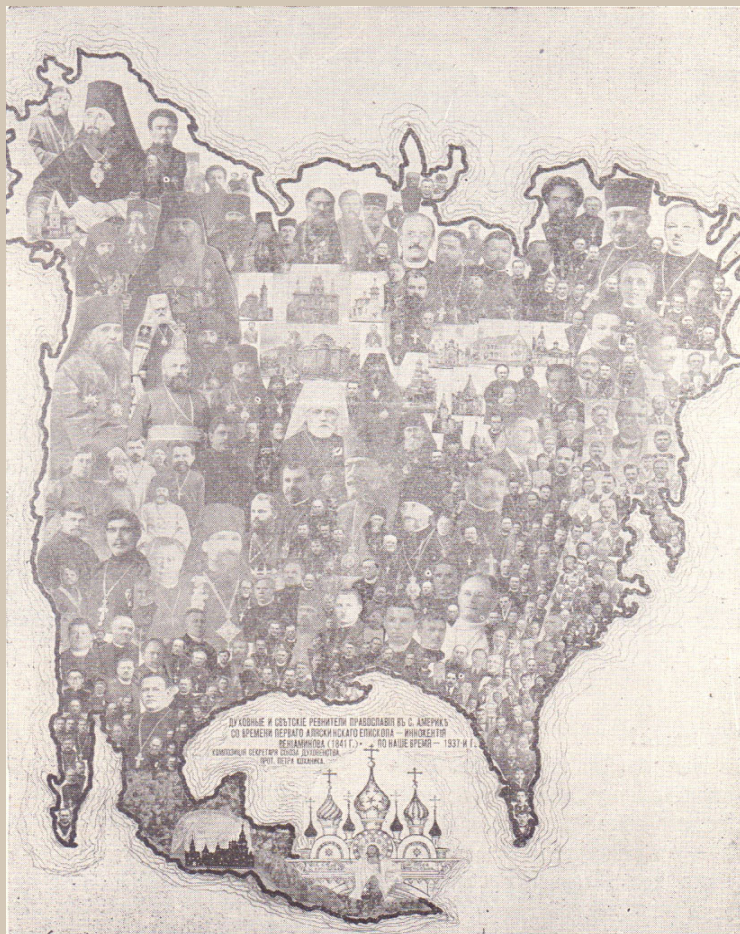 ДУХОВНЫЕ И СВѢТСКІЕ РЕВНИТЕЛИ ПРАВОСЛАВІЯ ВЪ С. АМЕРИКѢ
СО ВРЕМЕНИ ПЕРВАГО АЛЯСКИНСКАГО ЕПИСКОПА — ИННОКЕНТІЯ
ВЕНІАМИНОВА (1841 Г.) • — ПО НАШЕ ВРЕМЯ — 1937-Й Г.
КОМПОЗИЦІЯ СЕКРЕТАРЯ СОЮЗА ДУХОВЕНСТВА
ПРОТ. ПЕТРА КОХАНИКА.